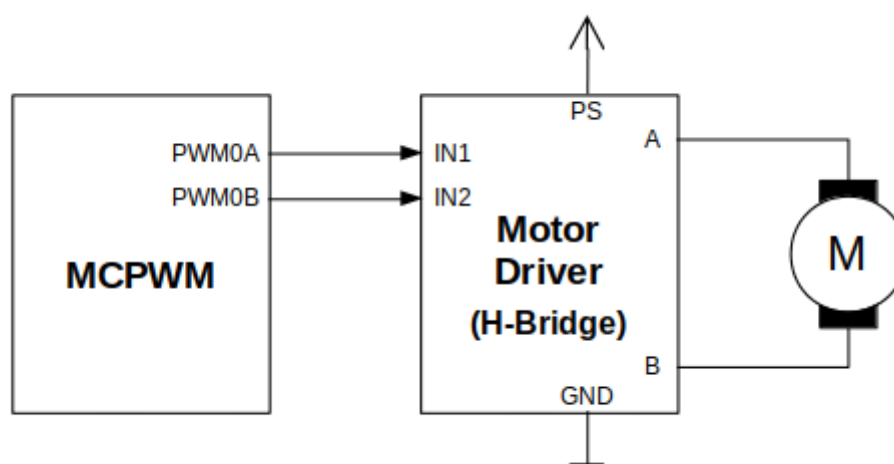 PS
PWM0A
IN1
A
PWM0B
IN2
Motor
Driver
(H-Bridge)
MCPWM
M
B
GND